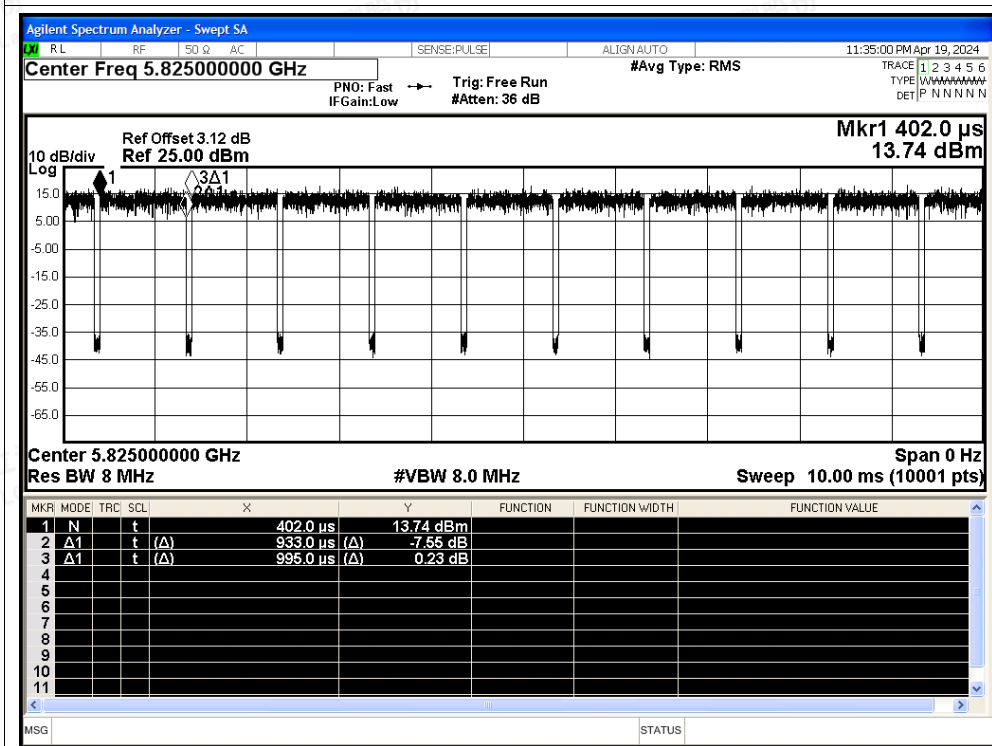 Agilent Spectrum Analyzer - Swept SA
LXI RL RF 50 Ω AC SENSE:PULSE ALIGN AUTO 11:35:00 PM Apr 19, 2024
Center Freq 5.825000000 GHz #Avg Type: RMS TRACE 1 2 3 4 5 6
PNO: Fast Trig: Free Run TYPE WWWWWW
IFGain:Low #Atten: 36 dB DET P N N N N N
Mkr1 402.0 µs
Ref Offset 3.12 dB
10 dB/div Ref 25.00 dBm 13.74 dBm
Log
1 3Δ1
2Δ1
15.0
5.00
-5.00
-15.0
-25.0
-35.0
-45.0
-55.0
-65.0
Center 5.825000000 GHz Span 0 Hz
Res BW 8 MHz #VBW 8.0 MHz Sweep 10.00 ms (10001 pts)
MKR MODE TRC SCL X Y FUNCTION FUNCTION WIDTH FUNCTION VALUE
1 N t 402.0 µs 13.74 dBm
2 Δ1 t (Δ) 933.0 µs (Δ) -7.55 dB
3 Δ1 t (Δ) 995.0 µs (Δ) 0.23 dB
4
5
6
7
8
9
10
11
MSG STATUS